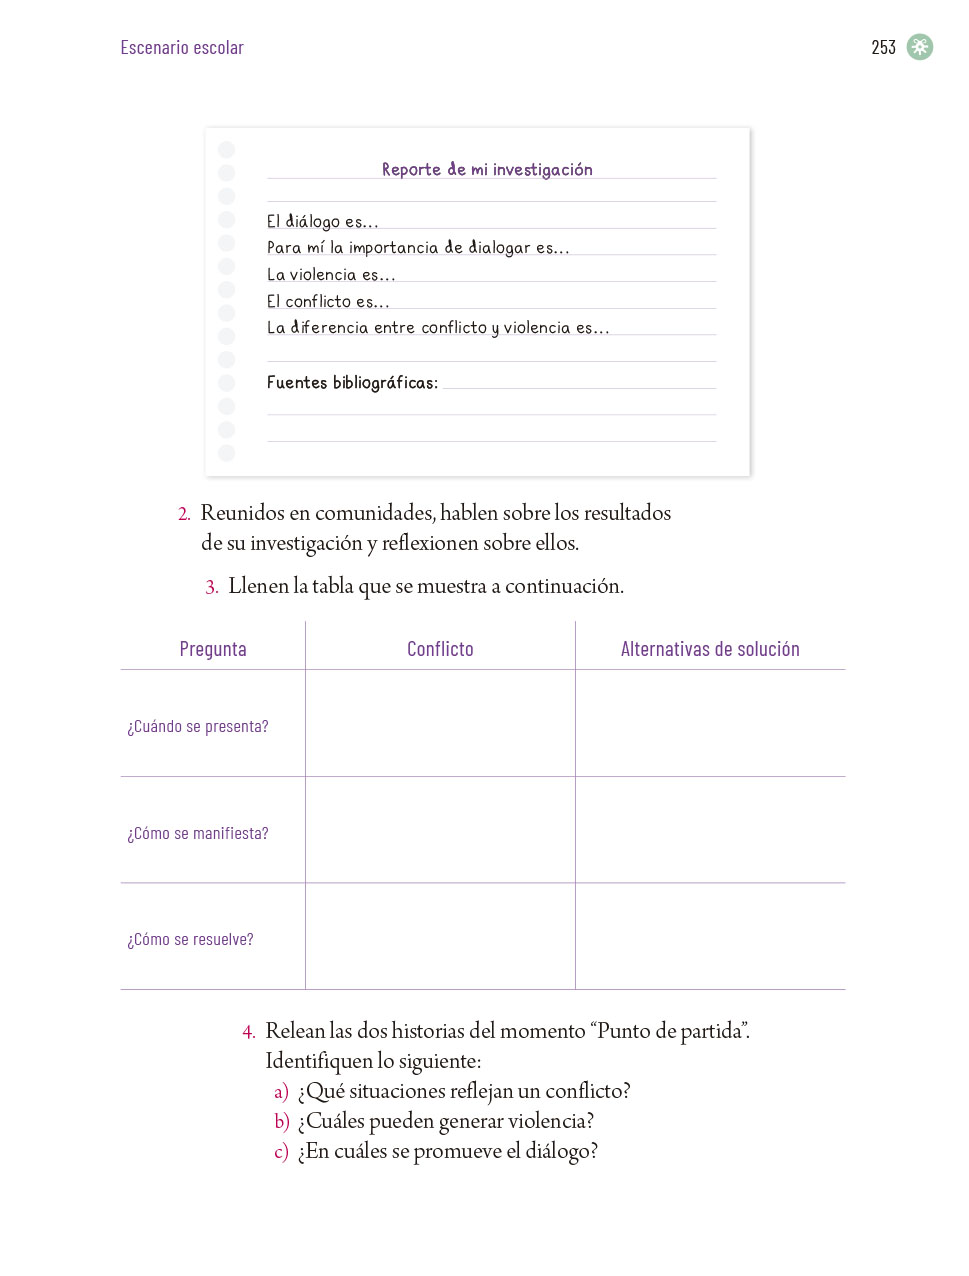 Escenario escolar
253
Reporte de mi investigación
El diálogo es...
Para mí la importancia de dialogar es...
La violencia es...
El conflicto es...
La diferencia entre conflicto y violencia es...
Fuentes bibliográficas:
2. Reunidos en comunidades, hablen sobre los resultados
de su investigación y reflexionen sobre ellos.
3. Llenen la tabla que se muestra a continuación.
Pregunta Conflicto Alternativas de solución
¿Cuándo se presenta?
¿Cómo se manifiesta?
¿Cómo se resuelve?
4. Relean las dos historias del momento “Punto de partida”.
Identifiquen lo siguiente:
a) ¿Qué situaciones reflejan un conflicto?
b) ¿Cuáles pueden generar violencia?
c) ¿En cuáles se promueve el diálogo?